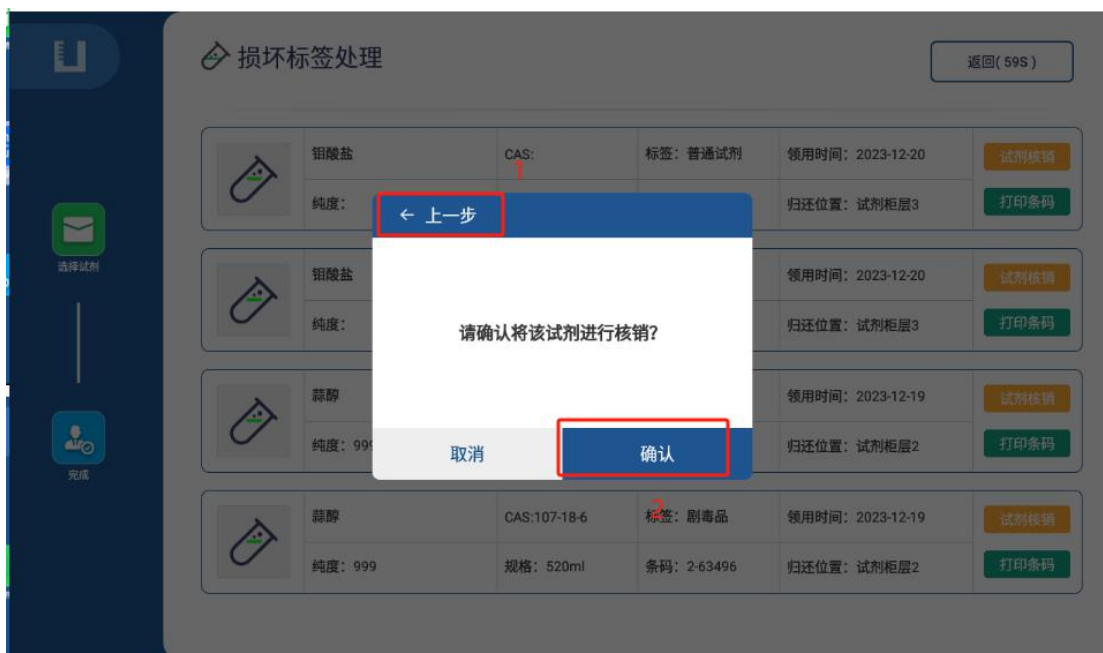 损坏标签处理
返回( 59S )
钼酸盐
CAS:
标签：普通试剂
领用时间：2023-12-20
试剂核销
1
纯度：
归还位置：试剂柜层3
打印条码
← 上一步
选择试剂
钼酸盐
领用时间：2023-12-20
试剂核销
纯度：
请确认将该试剂进行核销？
归还位置：试剂柜层3
打印条码
蒜醇
领用时间：2023-12-19
试剂核销
纯度：999
取消
确认
归还位置：试剂柜层2
打印条码
完成
蒜醇
CAS:107-18-6
标签：剧毒品
领用时间：2023-12-19
试剂核销
2
纯度：999
规格：520ml
条码：2-63496
归还位置：试剂柜层2
打印条码